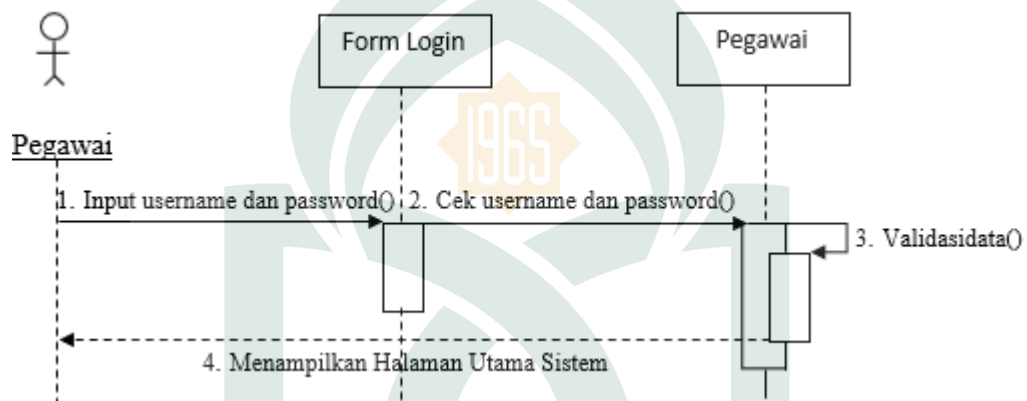 Form Login
Pegawai
1965
Pegawai
1. Input username dan password()
2. Cek username dan password()
3. Validasidata()
4. Menampilkan Halaman Utama Sistem